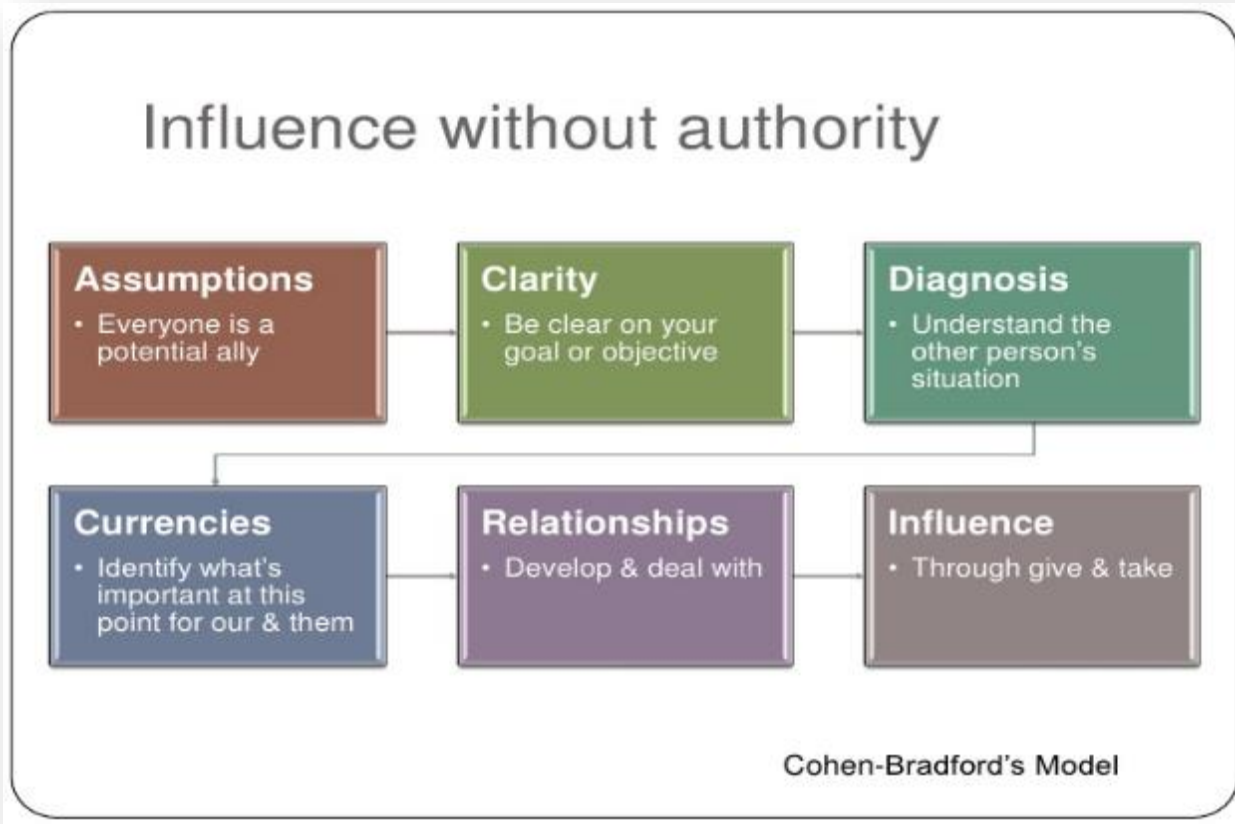 Influence without authority
Assumptions
• Everyone is a
potential ally
Clarity
• Be clear on your
goal or objective
Diagnosis
• Understand the
other person's
situation
Currencies
• Identify what's
important at this
point for our & them
Relationships
• Develop & deal with
Influence
• Through give & take
Cohen-Bradford's Model